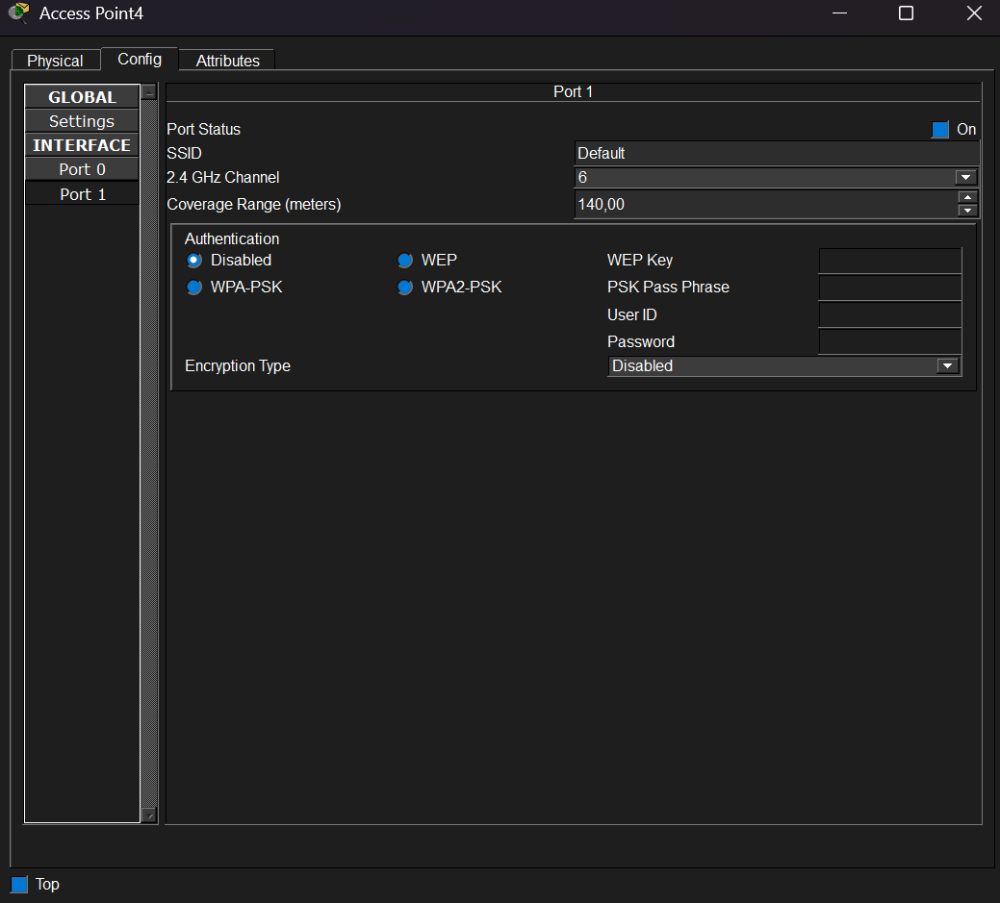 Access Point4
Physical Config Attributes
GLOBAL
Settings
INTERFACE
Port 0
Port 1
Port 1
Port Status On
SSID Default
2.4 GHz Channel 6
Coverage Range (meters) 140,00
Authentication
Disabled WEP WEP Key
WPA-PSK WPA2-PSK PSK Pass Phrase
User ID
Password
Encryption Type Disabled
Top